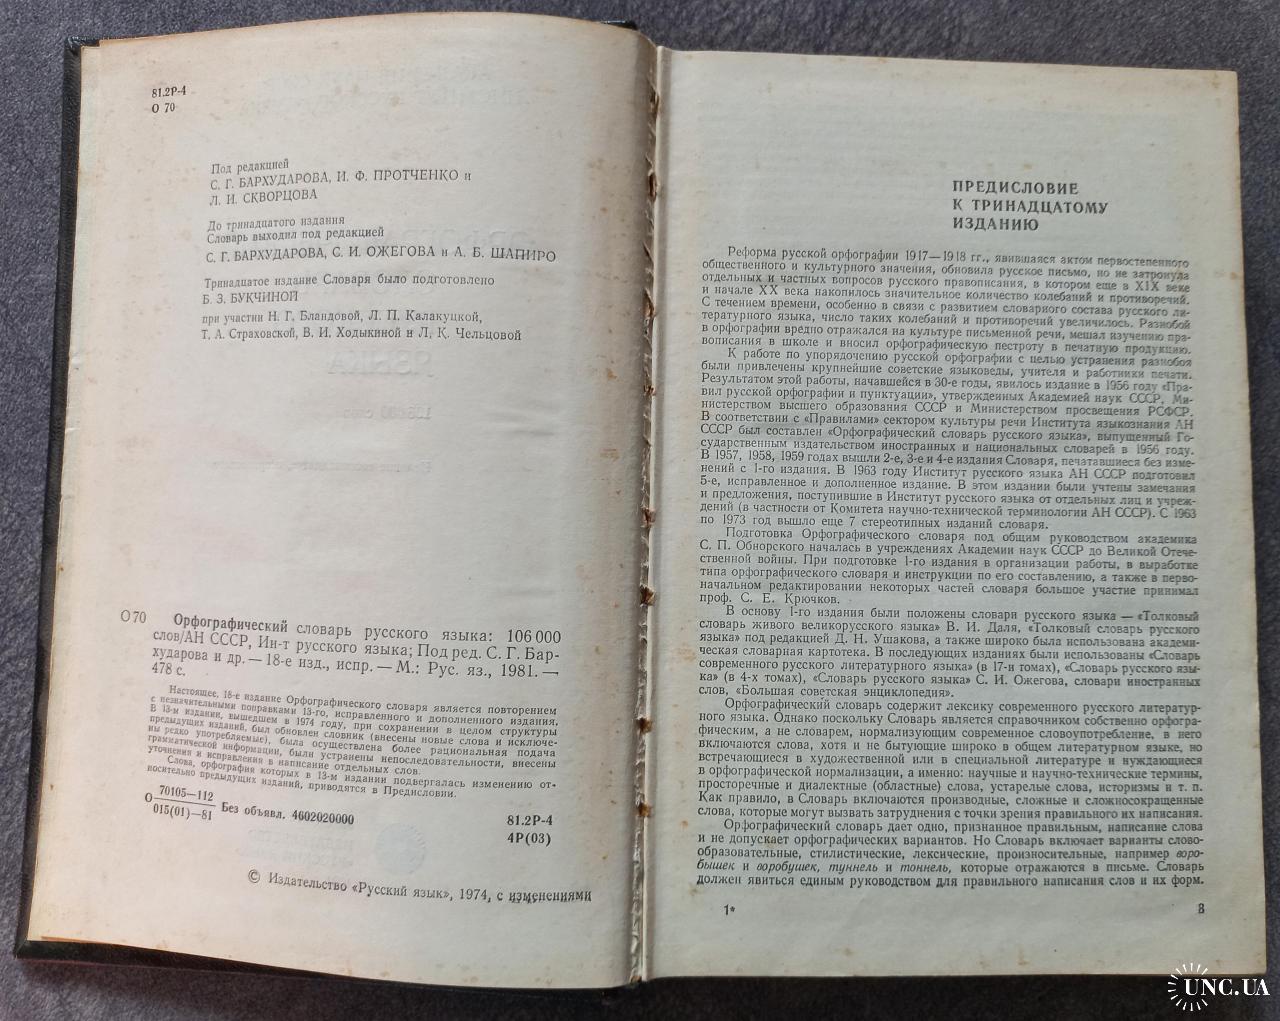 81.2Р-4
О 70
Под редакцией
С. Г. БАРХУДАРОВА, И. Ф. ПРОТЧЕНКО и
Л. И. СКВОРЦОВА
До тринадцатого издания
Словарь выходил под редакцией
С. Г. БАРХУДАРОВА, С. И. ОЖЕГОВА и А. Б. ШАПИРО
Тринадцатое издание Словаря было подготовлено
Б. З. БУКЧИНОЙ
при участии Н. Г. Бландовой, Л. П. Калакуцкой,
Т. А. Страховской, В. И. Ходыкиной и Л. К. Чельцовой
О 70 Орфографический словарь русского языка: 106 000
слов/АН СССР, Ин-т русского языка; Под ред. С. Г. Бар-
хударова и др. — 18-е изд., испр. — М.: Рус. яз., 1981. —
478 с.
Настоящее, 18-е издание Орфографического словаря является повторением
с незначительными поправками 13-го, исправленного и дополненного издания.
В 13-м издании, вышедшем в 1974 году, при сохранении в целом структуры
предыдущих изданий, был обновлен словник (внесены новые слова и исключе-
ны редко употребляемые), была осуществлена более рациональная подача
грамматической информации, были устранены непоследовательности, внесены
уточнения и исправления в написание отдельных слов.
Слова, орфография которых в 13-м издании подвергалась изменению от-
носительно предыдущих изданий, приводятся в Предисловии.
О 70105—112
015(01)—81 Без объявл. 4602020000
81.2Р-4
4Р(03)
© Издательство «Русский язык», 1974, с изменениями
ПРЕДИСЛОВИЕ
К ТРИНАДЦАТОМУ
ИЗДАНИЮ
Реформа русской орфографии 1917—1918 гг., явившаяся актом первостепенного
общественного и культурного значения, обновила русское письмо, но не затронула
отдельных и частных вопросов русского правописания, в котором еще в XIX веке
и начале XX века накопилось значительное количество колебаний и противоречий.
С течением времени, особенно в связи с развитием словарного состава русского ли-
тературного языка, число таких колебаний и противоречий увеличилось. Разнобой
в орфографии вредно отражался на культуре письменной речи, мешал изучению пра-
вописания в школе и вносил орфографическую пестроту в печатную продукцию.
К работе по упорядочению русской орфографии с целью устранения разнобоя
были привлечены крупнейшие советские языковеды, учителя и работники печати.
Результатом этой работы, начавшейся в 30-е годы, явилось издание в 1956 году «Пра-
вил русской орфографии и пунктуации», утвержденных Академией наук СССР, Ми-
нистерством высшего образования СССР и Министерством просвещения РСФСР.
В соответствии с «Правилами» сектором культуры речи Института языкознания АН
СССР был составлен «Орфографический словарь русского языка», выпущенный Го-
сударственным издательством иностранных и национальных словарей в 1956 году.
В 1957, 1958, 1959 годах вышли 2-е, 3-е и 4-е издания Словаря, печатавшиеся без изме-
нений с 1-го издания. В 1963 году Институт русского языка АН СССР подготовил
5-е, исправленное и дополненное издание. В этом издании были учтены замечания
и предложения, поступившие в Институт русского языка от отдельных лиц и учреж-
дений (в частности от Комитета научно-технической терминологии АН СССР). С 1963
по 1973 год вышло еще 7 стереотипных изданий словаря.
Подготовка Орфографического словаря под общим руководством академика
С. П. Обнорского началась в учреждениях Академии наук СССР до Великой Отече-
ственной войны. При подготовке 1-го издания в организации работы, в выработке
типа орфографического словаря и инструкции по его составлению, а также в перво-
начальном редактировании некоторых частей словаря большое участие принимал
проф. С. Е. Крючков.
В основу 1-го издания были положены словари русского языка — «Толковый
словарь живого великорусского языка» В. И. Даля, «Толковый словарь русского
языка» под редакцией Д. Н. Ушакова, а также широко была использована академи-
ческая словарная картотека. В последующих изданиях были использованы «Словарь
современного русского литературного языка» (в 17-и томах), «Словарь русского язы-
ка» (в 4-х томах), «Словарь русского языка» С. И. Ожегова, словари иностранных
слов, «Большая советская энциклопедия».
Орфографический словарь содержит лексику современного русского литератур-
ного языка. Однако поскольку Словарь является справочником собственно орфогра-
фическим, а не словарем, нормализующим современное словоупотребление, в него
включаются слова, хотя и не бытующие широко в общем литературном языке, но
встречающиеся в художественной или в специальной литературе и нуждающиеся
в орфографической нормализации, а именно: научные и научно-технические термины,
просторечные и диалектные (областные) слова, устарелые слова, историзмы и т. п.
Как правило, в Словарь включаются производные, сложные и сложносокращенные
слова, которые могут вызвать затруднения с точки зрения правильного их написания.
Орфографический словарь дает одно, признанное правильным, написание слова
и не допускает орфографических вариантов. Но Словарь включает варианты слово-
образовательные, стилистические, лексические, произносительные, например воро-
бышек и воробушек, туннель и тоннель, которые отражаются в письме. Словарь
должен явиться единым руководством для правильного написания слов и их форм.
1*
3
UNC.UA